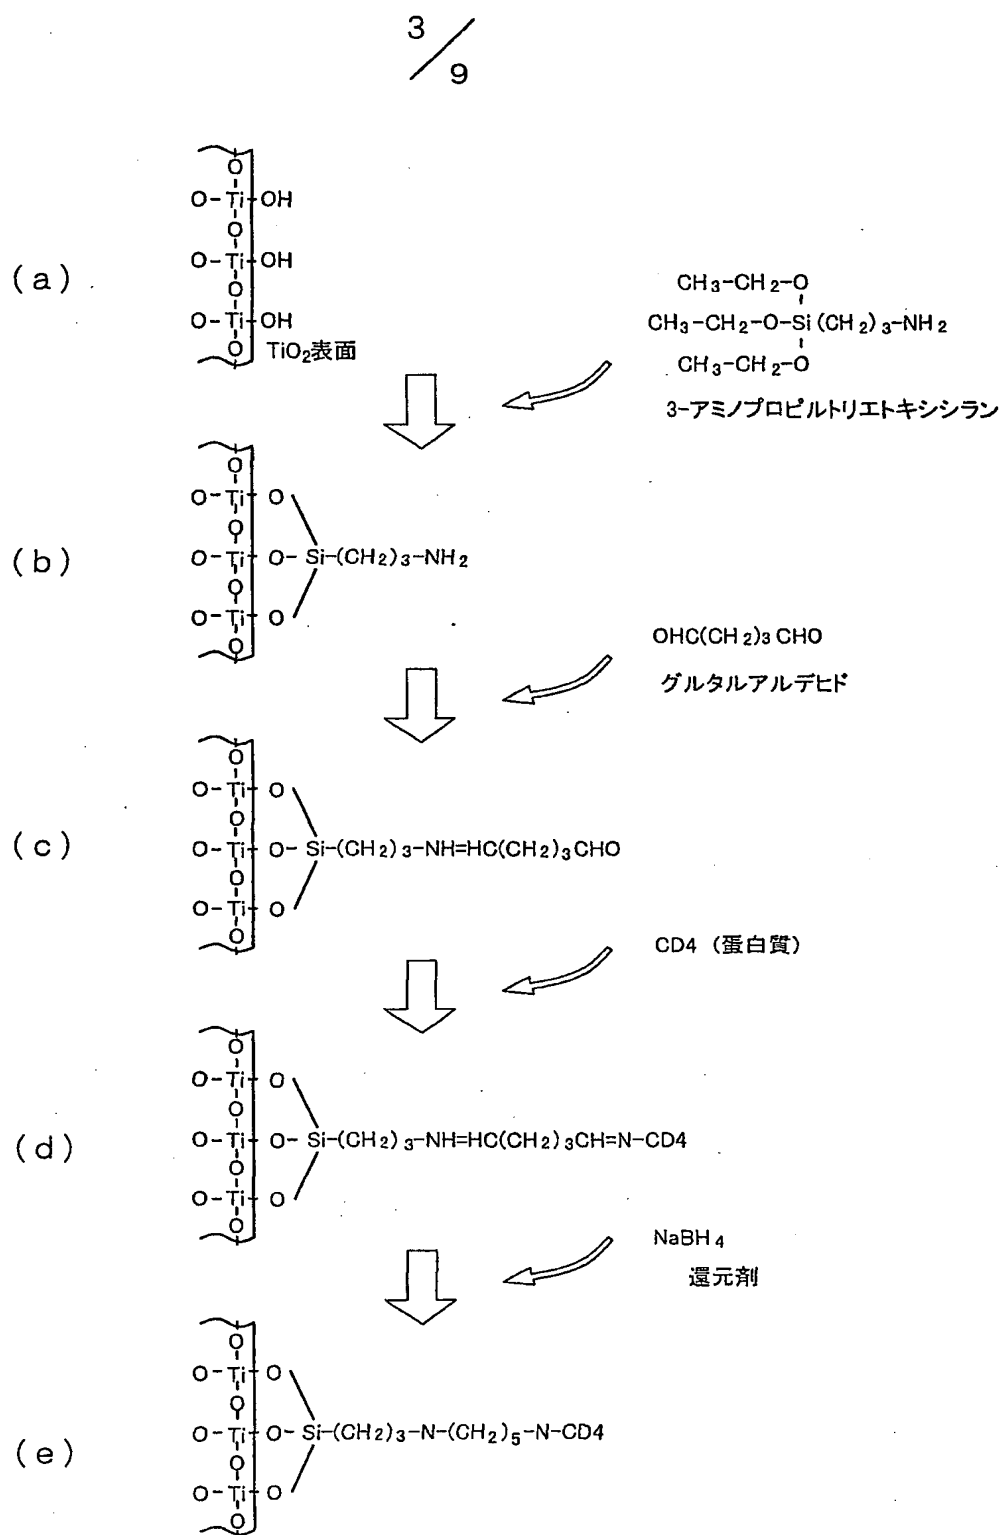 3/9
(a)
O
O-Ti-OH
O
O-Ti-OH
O
O-Ti-OH
O
TiO2表面
CH3-CH2-O
CH3-CH2-O-Si(CH2)3-NH2
CH3-CH2-O
3-アミノプロピルトリエトキシシラン
(b)
O
O-Ti-O
O
O-Ti-O-Si-(CH2)3-NH2
O
O-Ti-O
O
OHC(CH2)3CHO
グルタルアルデヒド
(c)
O
O-Ti-O
O
O-Ti-O-Si-(CH2)3-NH=HC(CH2)3CHO
O
O-Ti-O
O
CD4 (蛋白質)
(d)
O
O-Ti-O
O
O-Ti-O-Si-(CH2)3-NH=HC(CH2)3CH=N-CD4
O
O-Ti-O
O
NaBH4
還元剤
(e)
O
O-Ti-O
O
O-Ti-O-Si-(CH2)3-N-(CH2)5-N-CD4
O
O-Ti-O
O